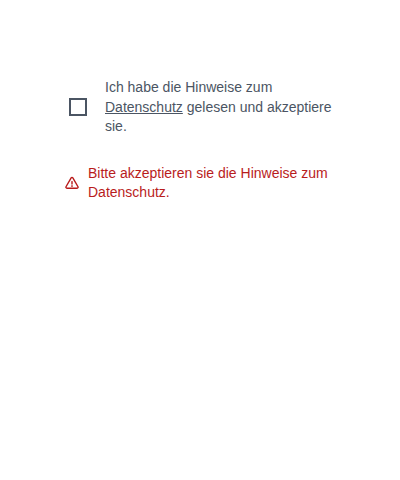 Ich habe die Hinweise zum
Datenschutz gelesen und akzeptiere
sie.
Bitte akzeptieren sie die Hinweise zum
Datenschutz.